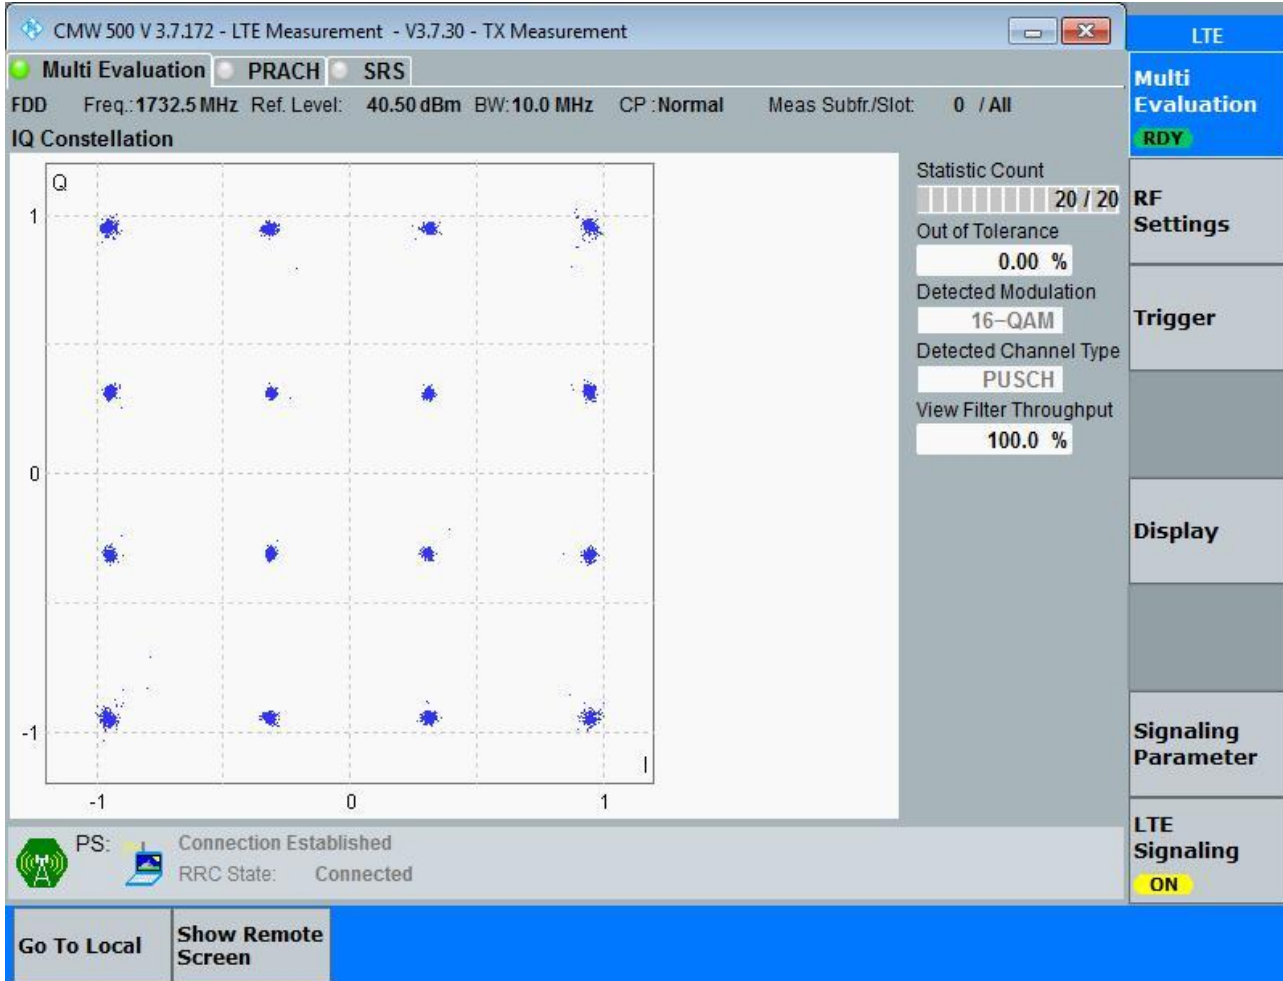 CMW 500 V 3.7.172 - LTE Measurement - V3.7.30 - TX Measurement
LTE
Multi Evaluation PRACH SRS
FDD Freq.:1732.5 MHz Ref. Level: 40.50 dBm BW:10.0 MHz CP :Normal Meas Subfr./Slot: 0 / All
IQ Constellation
Q
1
0
-1
-1 0 1
I
Statistic Count
20 / 20
Out of Tolerance
0.00 %
Detected Modulation
16-QAM
Detected Channel Type
PUSCH
View Filter Throughput
100.0 %
Multi
Evaluation
RDY
RF
Settings
Trigger
Display
Signaling
Parameter
LTE
Signaling
ON
PS: Connection Established
RRC State: Connected
Go To Local
Show Remote
Screen